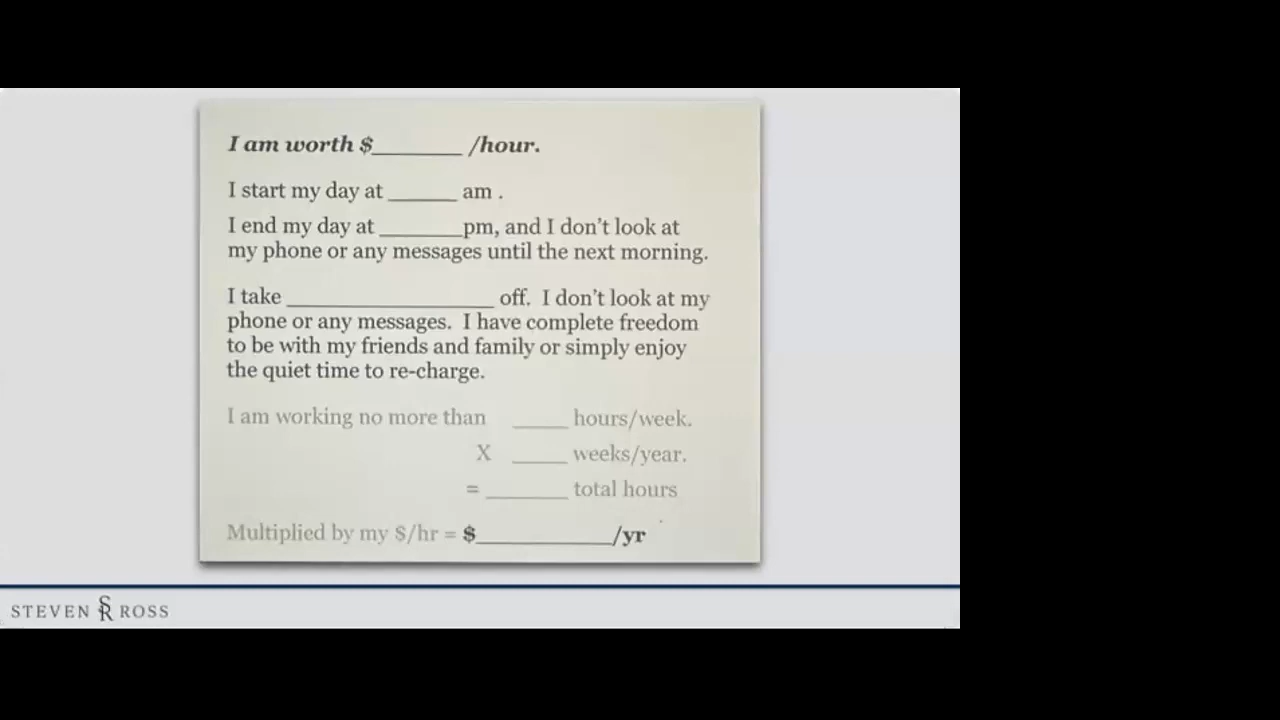 I am worth $_______ /hour.
I start my day at ______ am .
I end my day at _______pm, and I don’t look at
my phone or any messages until the next morning.
I take __________________ off.  I don’t look at my
phone or any messages.  I have complete freedom
to be with my friends and family or simply enjoy
the quiet time to re-charge.
I am working no more than _____ hours/week.
X _____ weeks/year.
= _______ total hours
Multiplied by my $/hr = $____________/yr
STEVEN SR ROSS